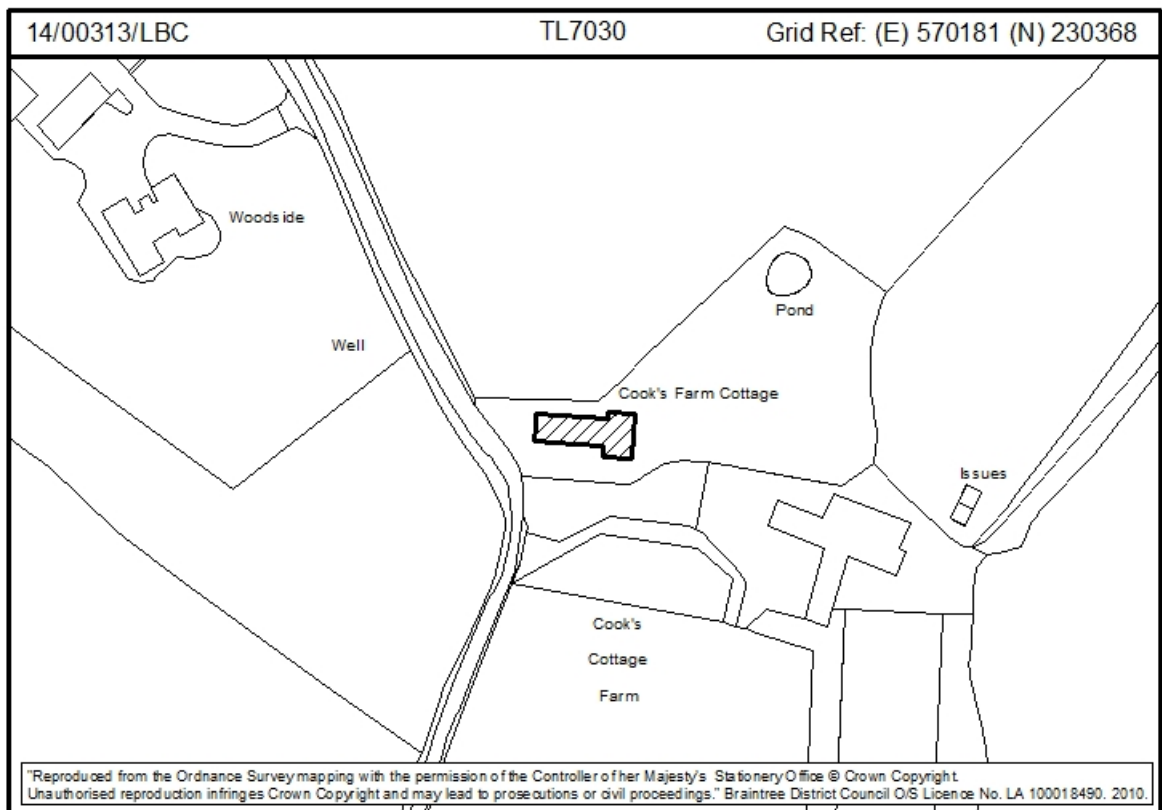 14/00313/LBC TL7030 Grid Ref: (E) 570181 (N) 230368
Woodside
Pond
Well
Cook's Farm Cottage
Issues
Cook's
Cottage
Farm
"Reproduced from the Ordnance Survey mapping with the permission of the Controller of her Majesty's Stationery Office © Crown Copyright.
Unauthorised reproduction infringes Crown Copyright and may lead to prosecutions or civil proceedings." Braintree District Council O/S Licence No. LA 100018490. 2010.